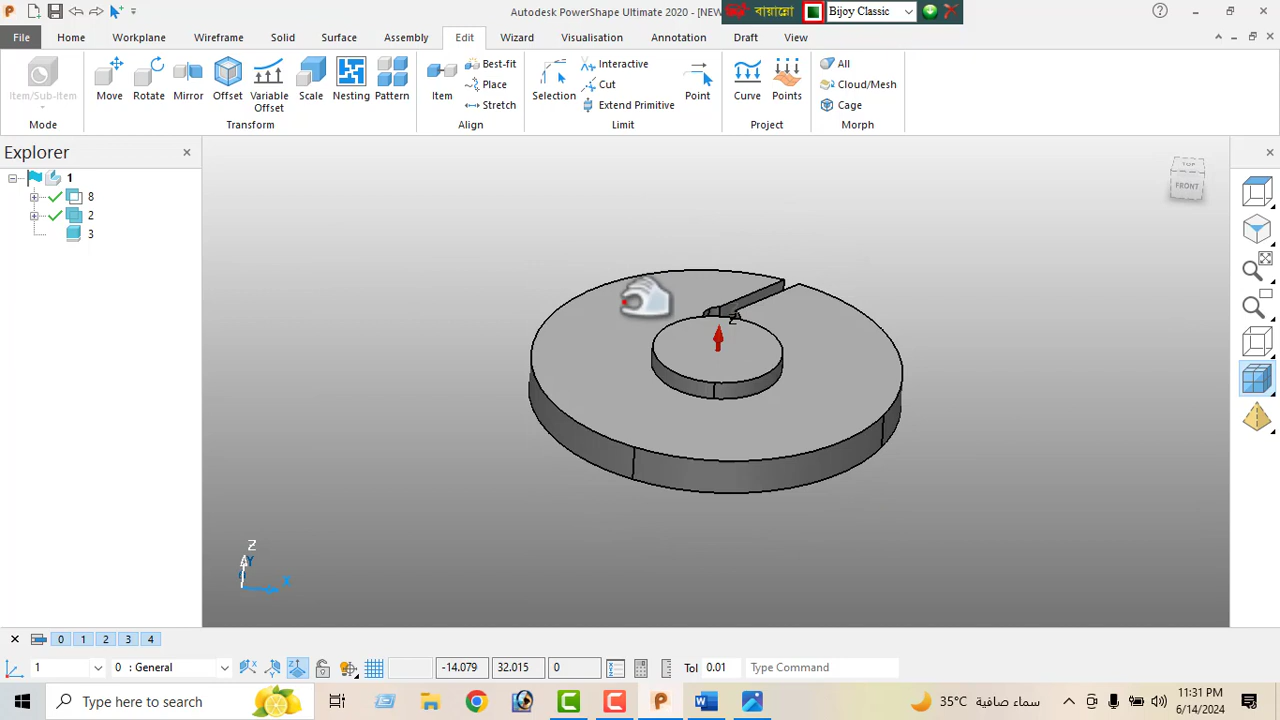 Autodesk PowerShape Ultimate 2020 - [NEW
বায়ান্নো
Bijoy Classic
File Home Workplane Wireframe Solid Surface Assembly Edit Wizard Visualisation Annotation Draft View
Item/Sub-Item
Mode
Move Rotate Mirror Offset Variable Offset Scale Nesting Pattern
Transform
Item Best-fit
Place
Stretch
Align
Selection Interactive
Cut
Extend Primitive
Point
Limit
Curve Points
Project
All
Cloud/Mesh
Cage
Morph
Explorer
1
8
2
3
TOP
FRONT
Z
Z
Y
X
0 1 2 3 4
1 0 : General -14.079 32.015 0 Tol 0.01 Type Command
Type here to search
35°C سماء صافية
11:31 PM
6/14/2024